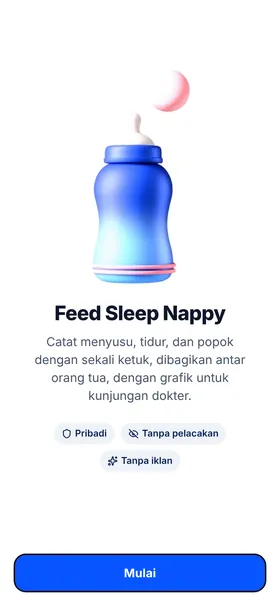 Feed Sleep Nappy
Catat menyusu, tidur, dan popok
dengan sekali ketuk, dibagikan antar
orang tua, dengan grafik untuk
kunjungan dokter.
Pribadi
Tanpa pelacakan
Tanpa iklan
Mulai